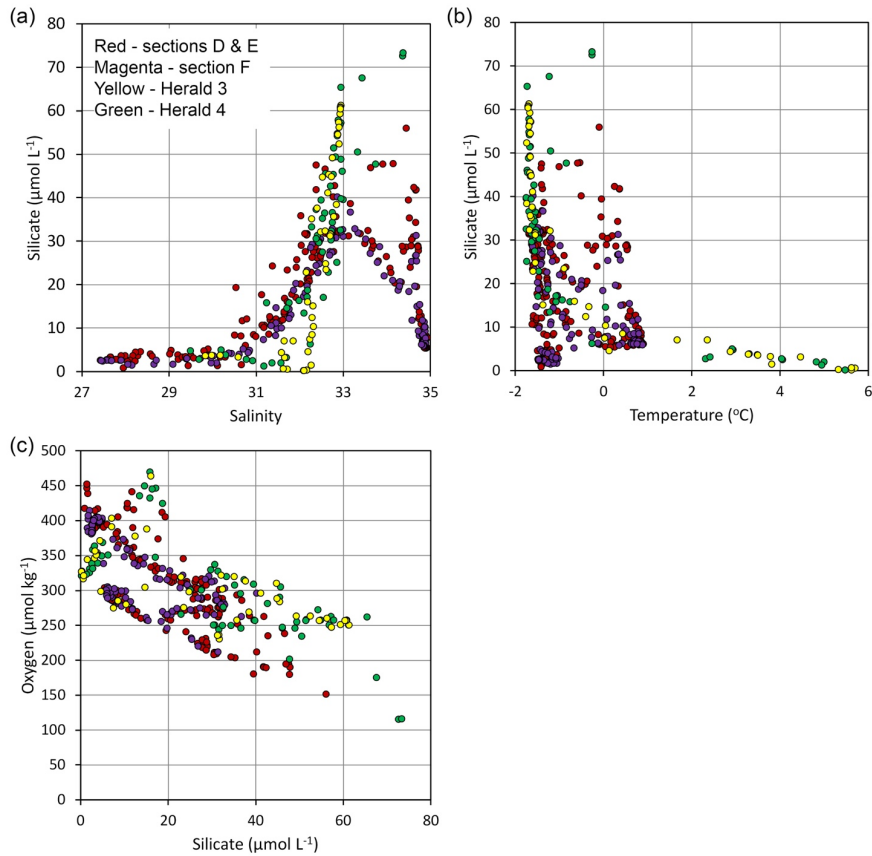 (a)
80
70
60
50
40
30
20
10
0
Silicate (µmol L-1)
Red - sections D & E
Magenta - section F
Yellow - Herald 3
Green - Herald 4
27 29 31 33 35
Salinity
(b)
80
70
60
50
40
30
20
10
0
Silicate (µmol L-1)
-2 0 2 4 6
Temperature (oC)
(c)
500
450
400
350
300
250
200
150
100
50
0
Oxygen (µmol kg-1)
0 20 40 60 80
Silicate (µmol L-1)